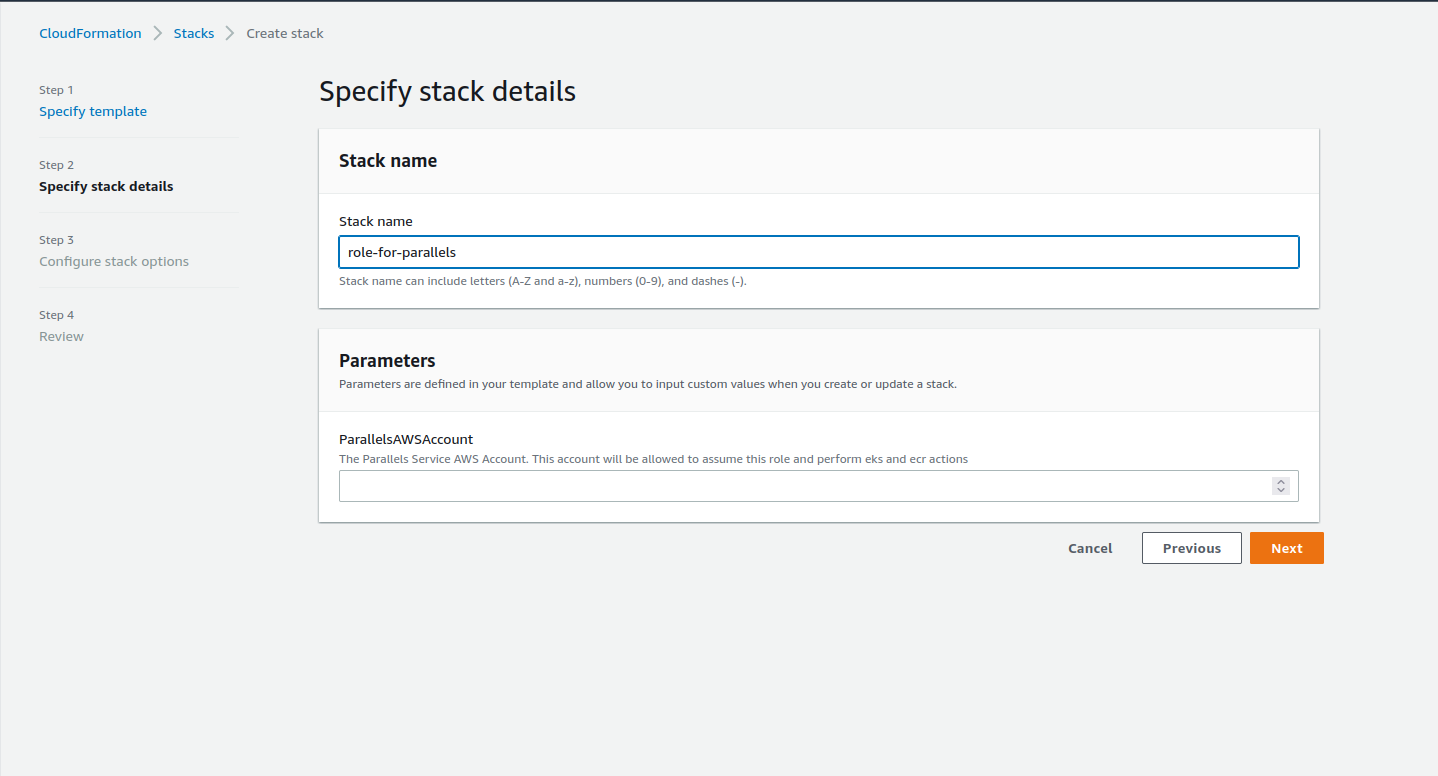 CloudFormation > Stacks > Create stack
Step 1
Specify template
Step 2
Specify stack details
Step 3
Configure stack options
Step 4
Review
Specify stack details
Stack name
Stack name
role-for-parallels
Stack name can include letters (A-Z and a-z), numbers (0-9), and dashes (-).
Parameters
Parameters are defined in your template and allow you to input custom values when you create or update a stack.
ParallelsAWSAccount
The Parallels Service AWS Account. This account will be allowed to assume this role and perform eks and ecr actions
Cancel Previous Next